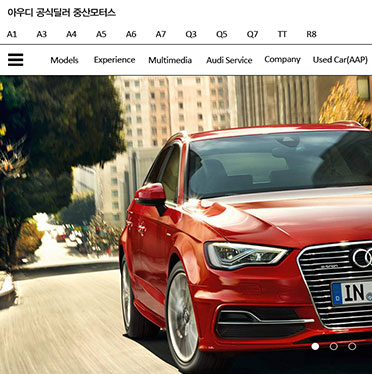 아우디 공식딜러 중산모터스
A1 A3 A4 A5 A6 A7 Q3 Q5 Q7 TT R8
Models Experience Multimedia Audi Service Company Used Car(AAP)
IN